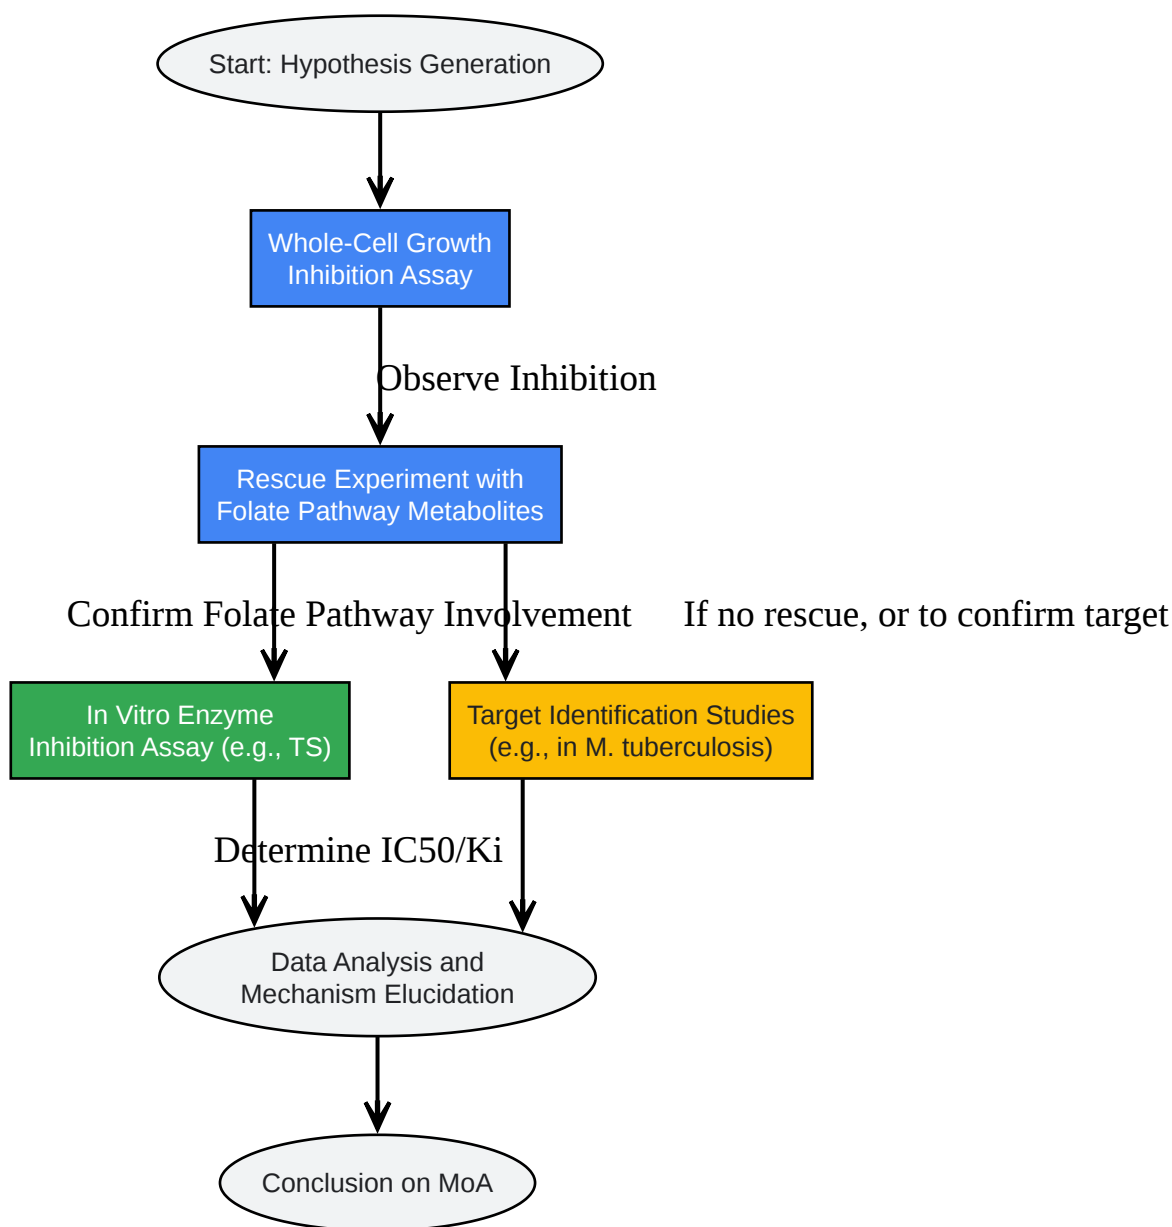 Start: Hypothesis Generation
Whole-Cell Growth
Inhibition Assay
Observe Inhibition
Rescue Experiment with
Folate Pathway Metabolites
Confirm Folate Pathway Involvement
If no rescue, or to confirm target
In Vitro Enzyme
Inhibition Assay (e.g., TS)
Target Identification Studies
(e.g., in M. tuberculosis)
Determine IC50/Ki
Data Analysis and
Mechanism Elucidation
Conclusion on MoA